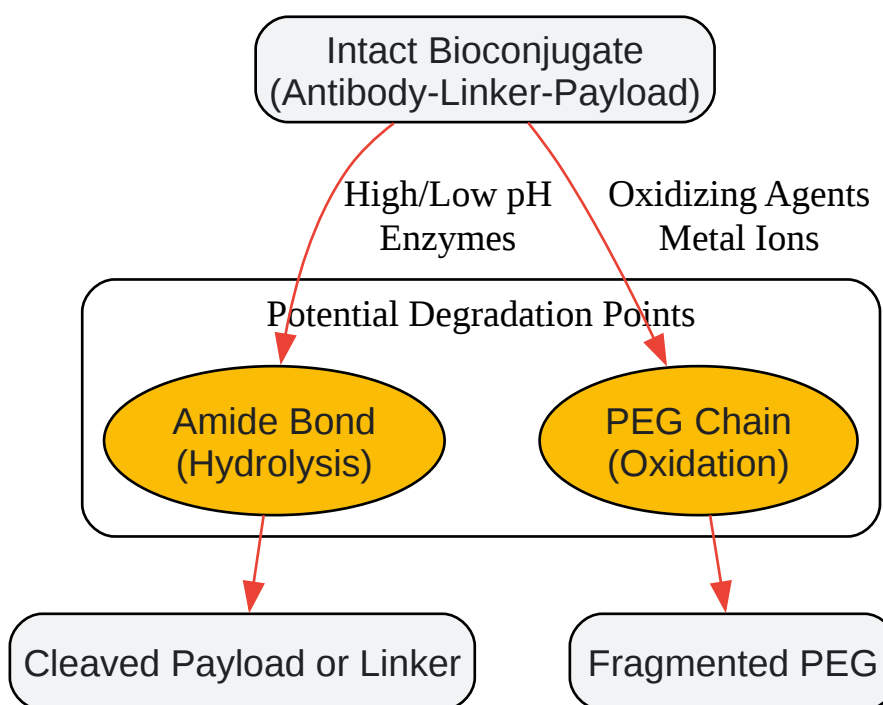 Intact Bioconjugate
(Antibody-Linker-Payload)
High/Low pH
Enzymes
Oxidizing Agents
Metal Ions
Potential Degradation Points
Amide Bond
(Hydrolysis)
PEG Chain
(Oxidation)
Cleaved Payload or Linker
Fragmented PEG